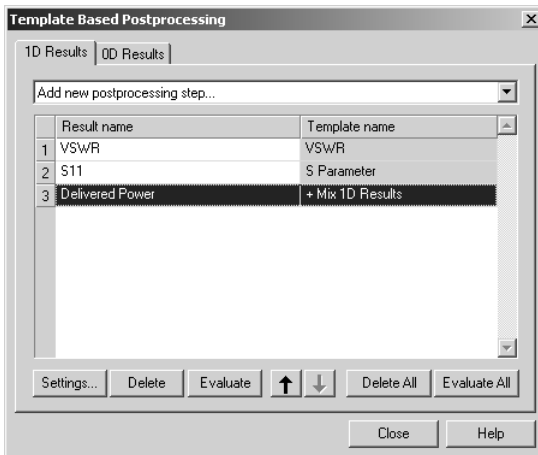 Template Based Postprocessing
1D Results 0D Results
Add new postprocessing step...
Result name Template name
1 VSWR VSWR
2 S11 S Parameter
3 Delivered Power + Mix 1D Results
Settings... Delete Evaluate Delete All Evaluate All
Close Help